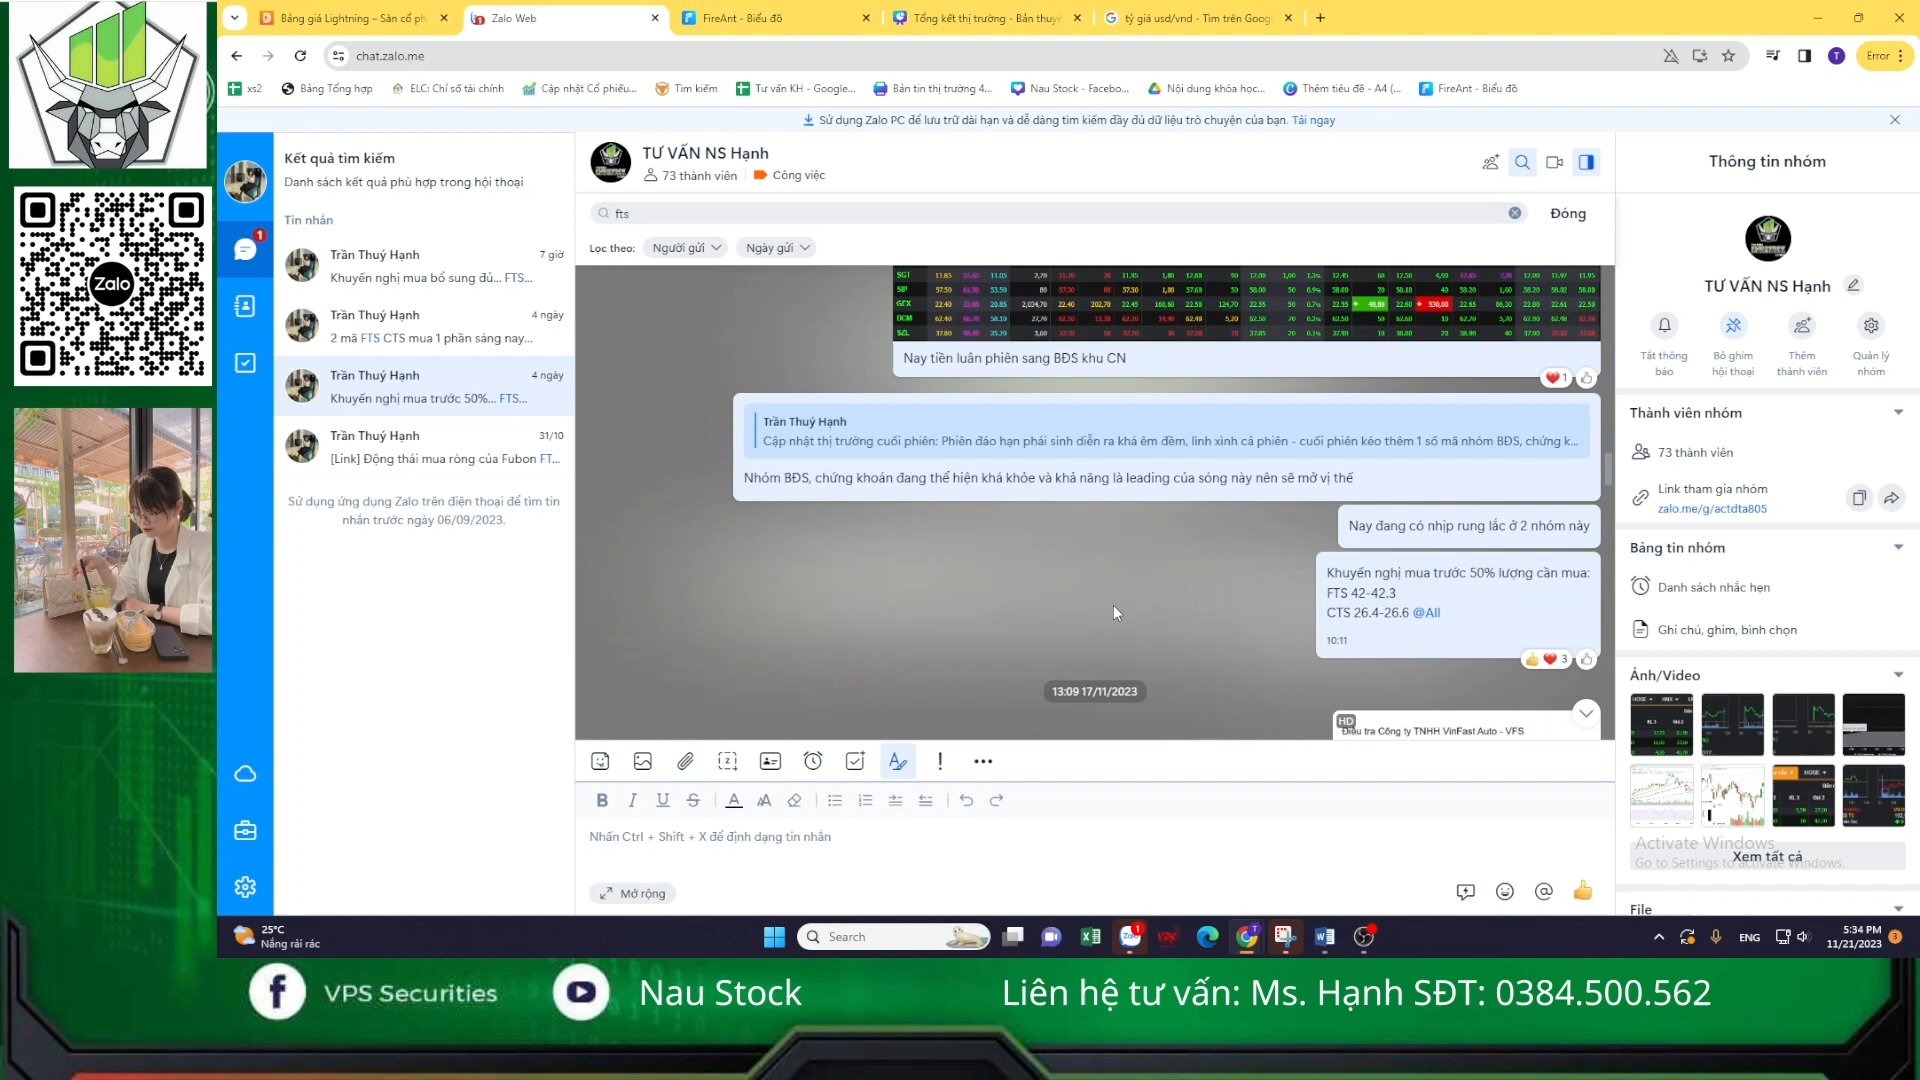 Bảng giá Lightning – Sàn cổ ph
Zalo Web
FireAnt - Biểu đồ
Tổng kết thị trường - Bản thuyế
tỷ giá usd/vnd - Tìm trên Goog
chat.zalo.me
Error
xs2
Bảng Tổng hợp
ELC: Chỉ số tài chính
Cập nhật Cổ phiếu...
Tìm kiếm
Tư vấn KH - Google...
Bản tin thị trường 4...
Nau Stock - Facebo...
Nội dung khóa học...
Thêm tiêu đề - A4 (...
FireAnt - Biểu đồ
Sử dụng Zalo PC để lưu trữ dài hạn và dễ dàng tìm kiếm đầy đủ dữ liệu trò chuyện của bạn. Tải ngay
Zalo
1
Kết quả tìm kiếm
Danh sách kết quả phù hợp trong hội thoại
Tin nhắn
Trần Thuý Hạnh
7 giờ
Khuyến nghị mua bổ sung đủ... FTS...
Trần Thuý Hạnh
4 ngày
2 mã FTS CTS mua 1 phần sáng nay...
Trần Thuý Hạnh
4 ngày
Khuyến nghị mua trước 50%... FTS...
Trần Thuý Hạnh
31/10
[Link] Động thái mua ròng của Fubon FT...
Sử dụng ứng dụng Zalo trên điện thoại để tìm tin
nhắn trước ngày 06/09/2023.
TƯ VẤN NS Hạnh
73 thành viên
Công việc
fts
Đóng
Lọc theo:
Người gửi
Ngày gửi
SIP
GEX
BCM
SZL
Nay tiền luân phiên sang BĐS khu CN
1
Trần Thuý Hạnh
Cập nhật thị trường cuối phiên: Phiên đáo hạn phái sinh diễn ra khá êm đềm, lình xình cả phiên - cuối phiên kéo thêm 1 số mã nhóm BĐS, chứng k...
Nhóm BĐS, chứng khoán đang thể hiện khá khỏe và khả năng là leading của sóng này nên sẽ mở vị thế
Nay đang có nhịp rung lắc ở 2 nhóm này
Khuyến nghị mua trước 50% lượng cần mua:
FTS 42-42.3
CTS 26.4-26.6 @All
10:11
3
13:09 17/11/2023
HD
Điều tra Công ty TNHH VinFast Auto - VFS
Nhấn Ctrl + Shift + X để định dạng tin nhắn
Mở rộng
Thông tin nhóm
TƯ VẤN NS Hạnh
Tắt thông
báo
Bỏ ghim
hội thoại
Thêm
thành viên
Quản lý
nhóm
Thành viên nhóm
73 thành viên
Link tham gia nhóm
zalo.me/g/actdta805
Bảng tin nhóm
Danh sách nhắc hẹn
Ghi chú, ghim, bình chọn
Ảnh/Video
Activate Windows
Go to Settings to activate Windows.
Xem tất cả
File
25°C
Nắng rải rác
Search
ENG
5:34 PM
11/21/2023
VPS Securities
Nau Stock
Liên hệ tư vấn: Ms. Hạnh SĐT: 0384.500.562